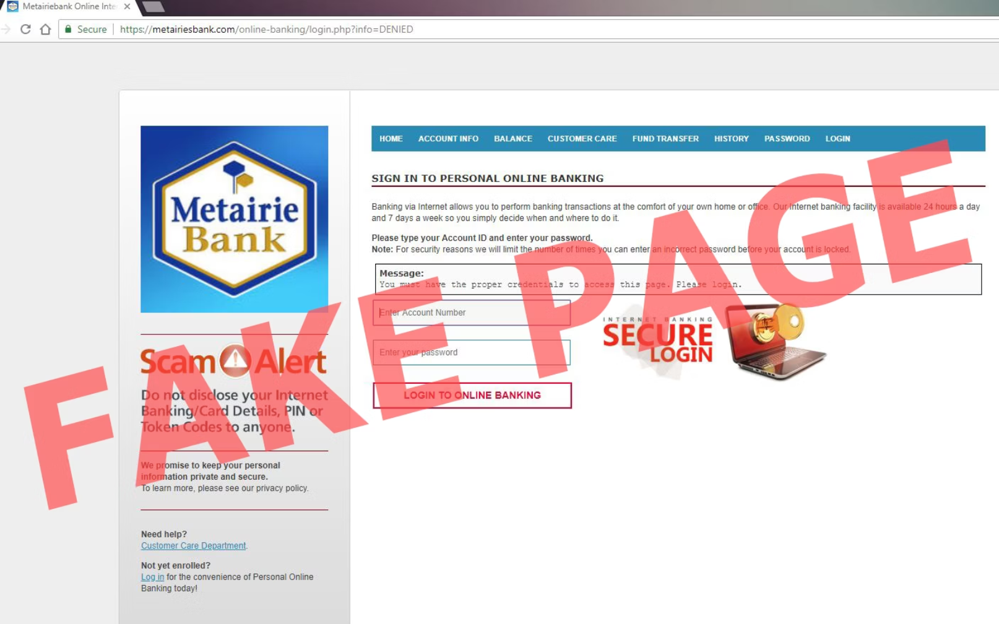 Metairiebank Online Inte
Secure
https://metairiesbank.com/online-banking/login.php?info=DENIED
Metairie
Bank
Scam Alert
Do not disclose your Internet
Banking/Card Details, PIN or
Token Codes to anyone.
We promise to keep your personal
information private and secure.
To learn more, please see our privacy policy.
Need help?
Customer Care Department.
Not yet enrolled?
Log in for the convenience of Personal Online
Banking today!
HOME ACCOUNT INFO BALANCE CUSTOMER CARE FUND TRANSFER HISTORY PASSWORD LOGIN
SIGN IN TO PERSONAL ONLINE BANKING
Banking via Internet allows you to perform banking transactions at the comfort of your own home or office. Our Internet banking facility is available 24 hours a day
and 7 days a week so you simply decide when and where to do it.
Please type your Account ID and enter your password.
Note: For security reasons we will limit the number of times you can enter an incorrect password before your account is locked.
Message:
You must have the proper credentials to access this page. Please login.
Enter Account Number
Enter your password
LOGIN TO ONLINE BANKING
INTERNET BANKING
SECURE
LOGIN
FAKE PAGE